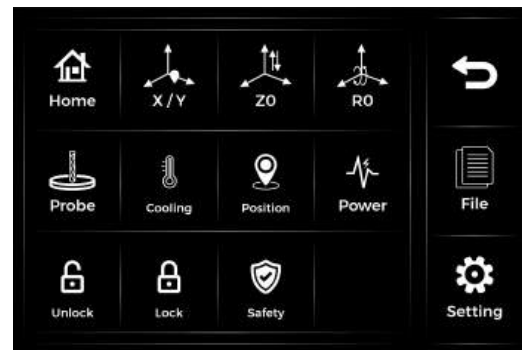 Home
X / Y
Z0
R0
Probe
Cooling
Position
Power
File
Unlock
Lock
Safety
Setting